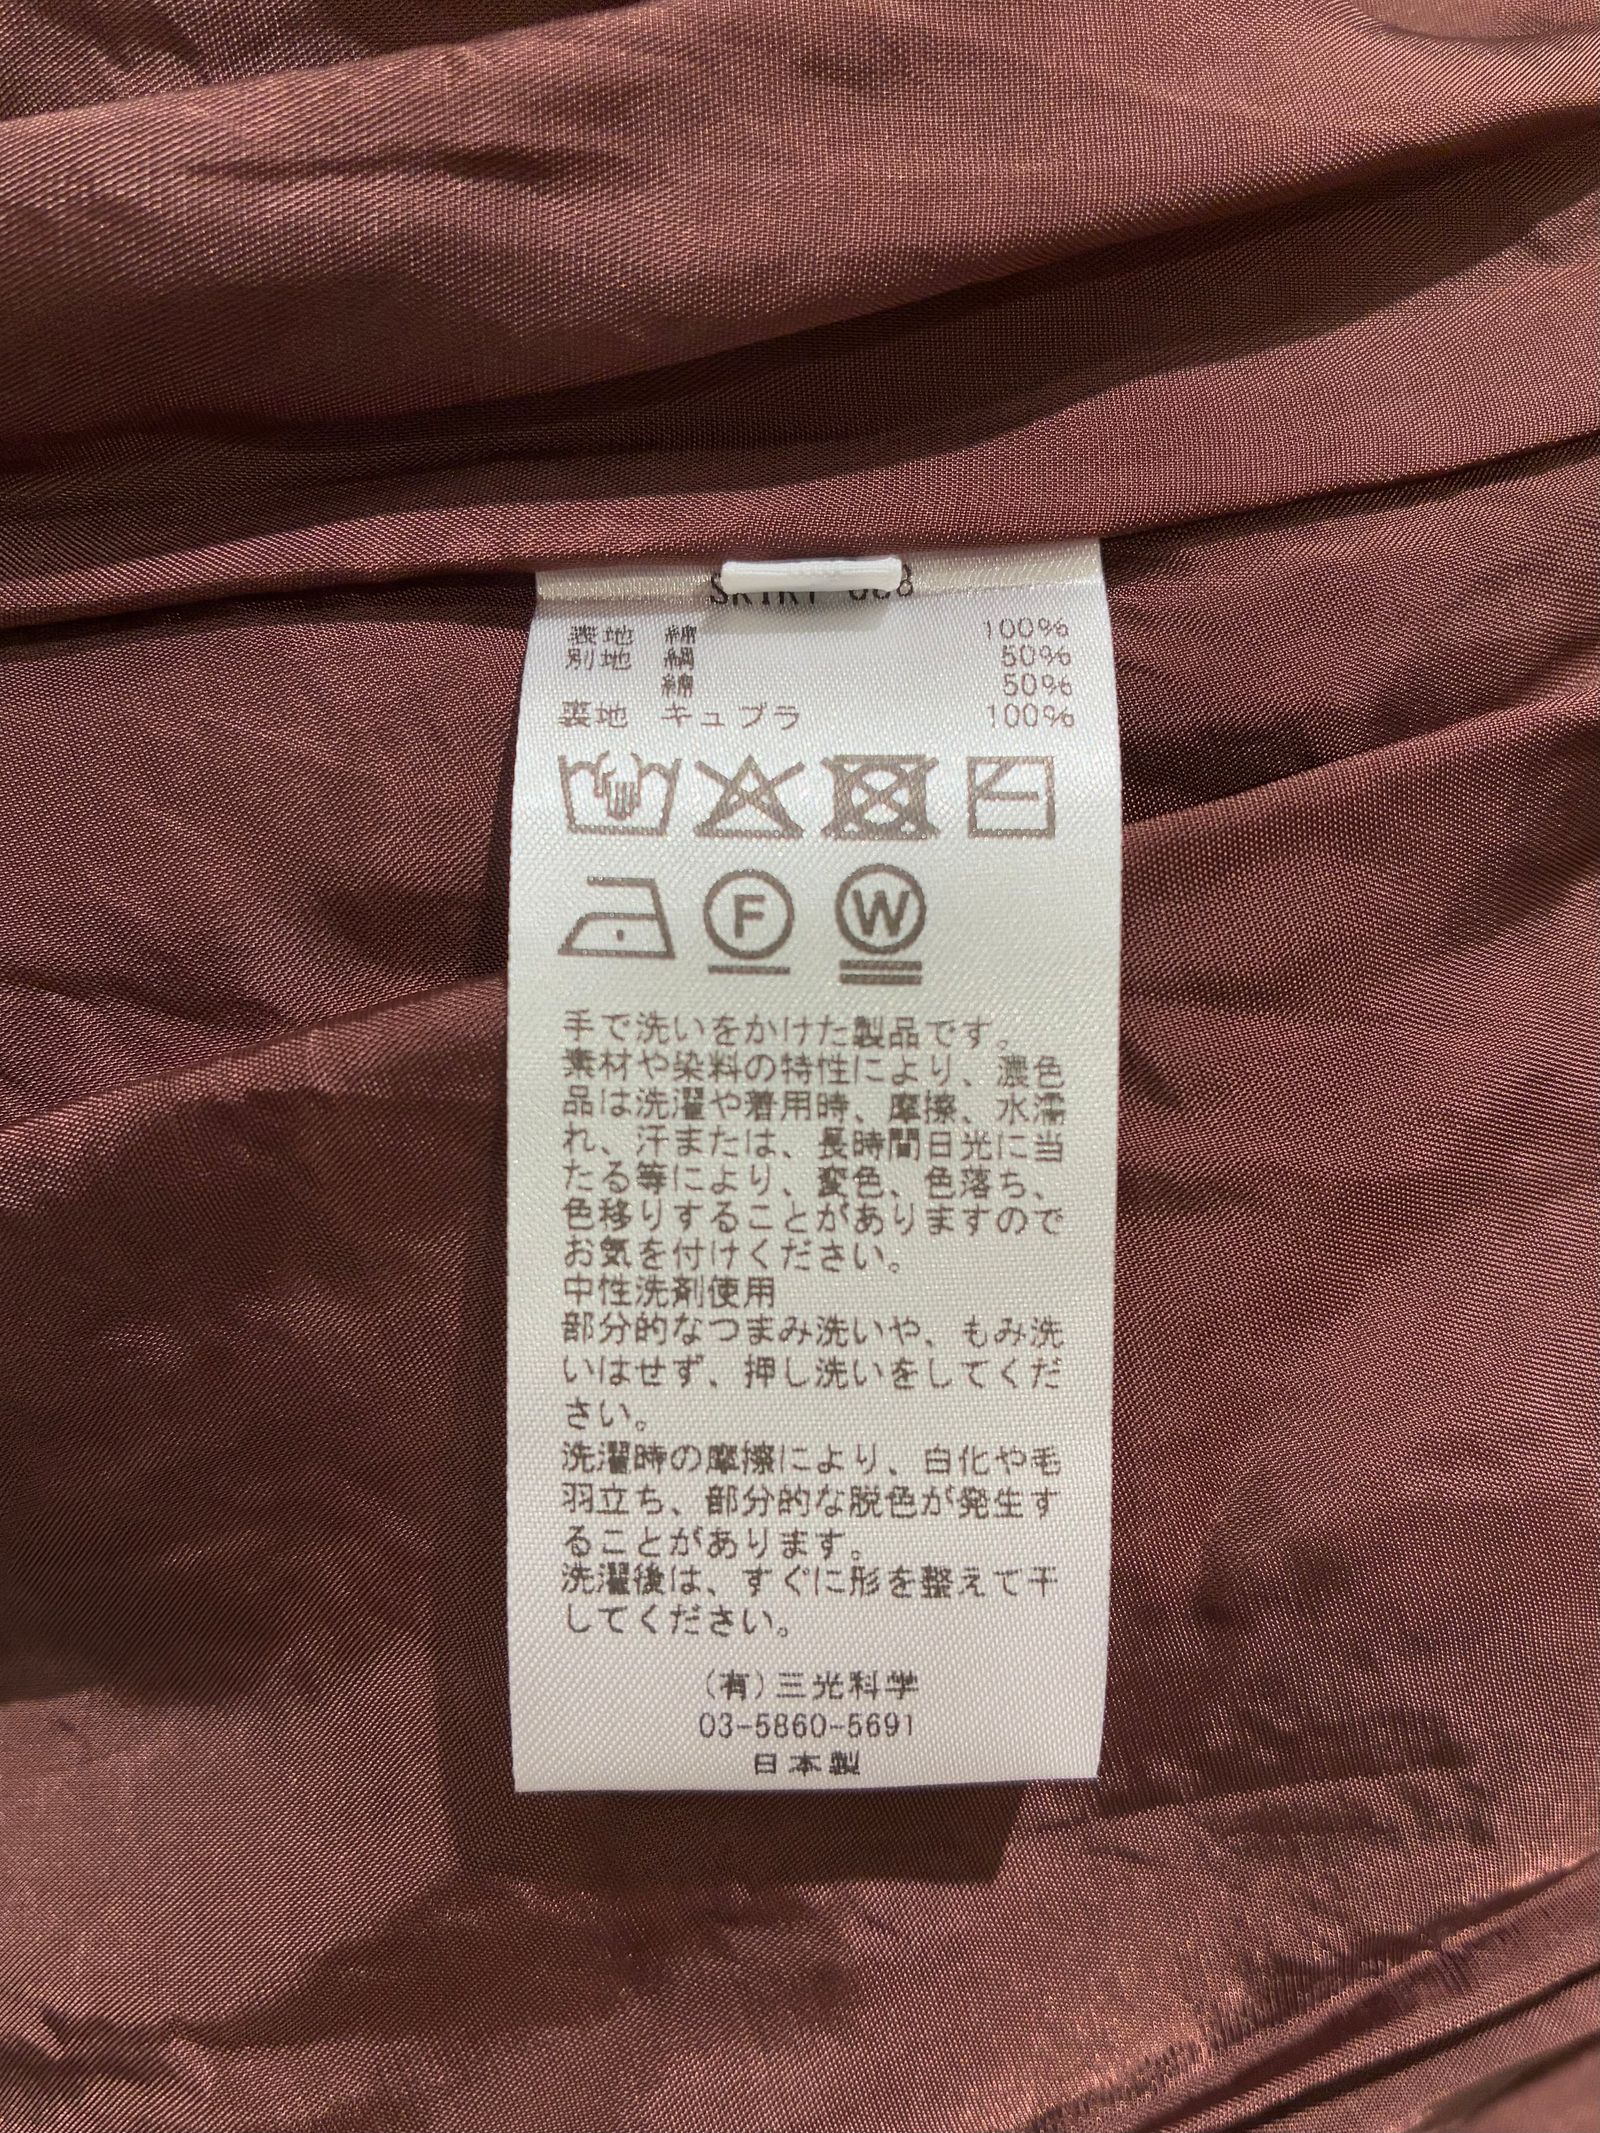 表地 綿 100%
別地 絹 50%
綿 50%
裏地 キュプラ 100%
F W
手で洗いをかけた製品です。
素材や染料の特性により、濃色
品は洗濯や着用時、摩擦、水濡
れ、汗または、長時間日光に当
たる等により、変色、色落ち、
色移りすることがありますので
お気を付けください。
中性洗剤使用
部分的なつまみ洗いや、もみ洗
いはせず、押し洗いをしてくだ
さい。
洗濯時の摩擦により、白化や毛
羽立ち、部分的な脱色が発生す
ることがあります。
洗濯後は、すぐに形を整えて干
してください。
(有)三光科学
03-5860-5691
日本製